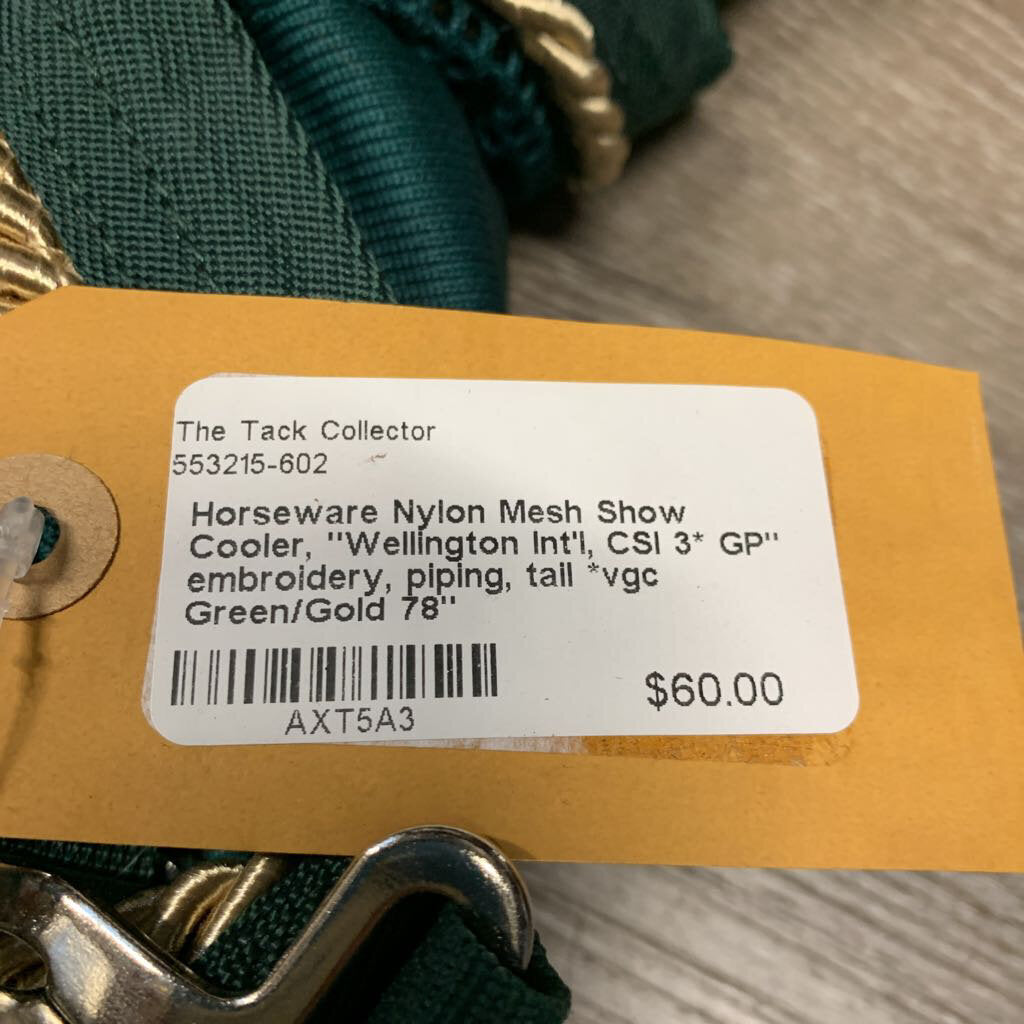 The Tack Collector
553215-602
Horseware Nylon Mesh Show
Cooler, "Wellington Int'l, CSI 3* GP"
embroidery, piping, tail *vgc
Green/Gold 78"
AXT5A3
$60.00